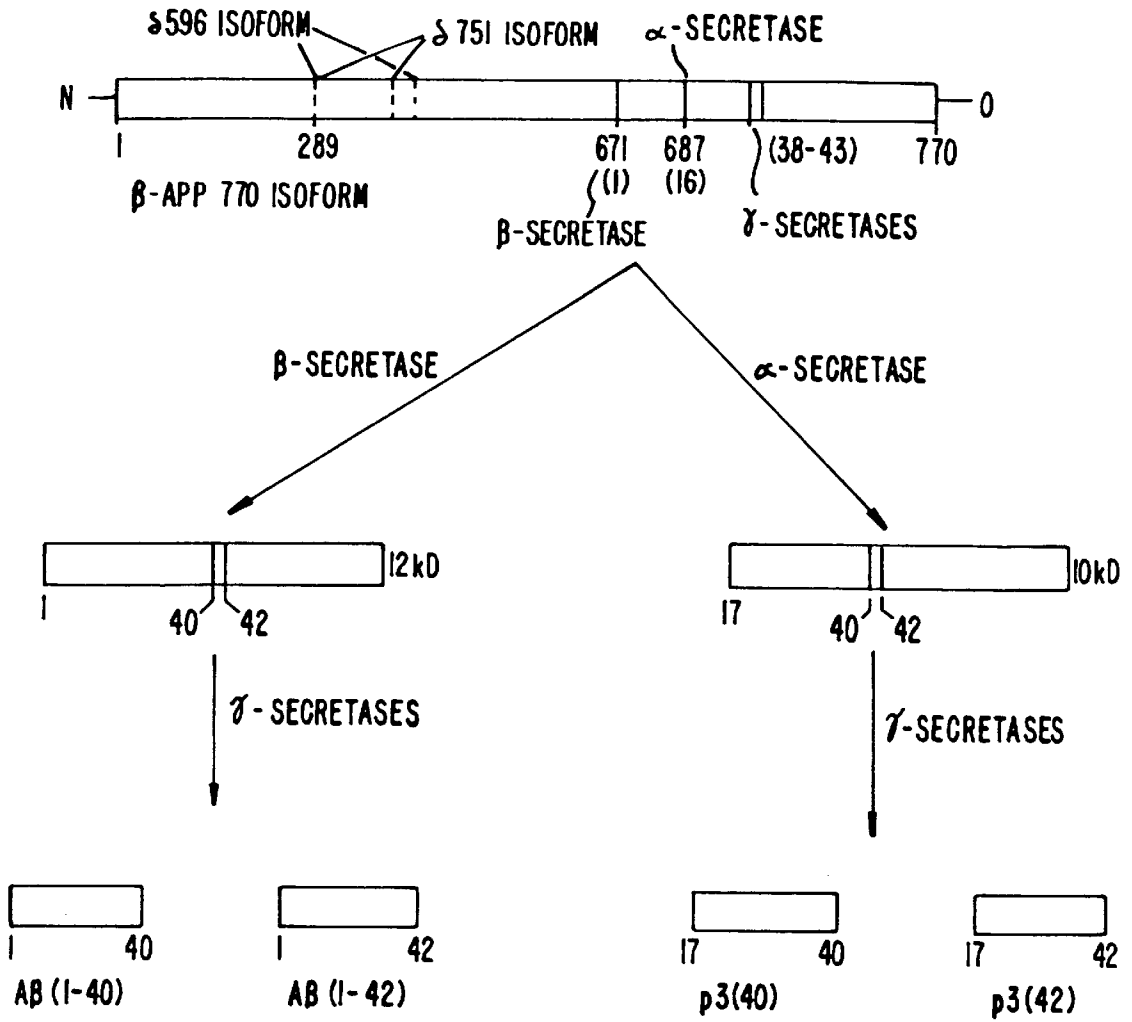 δ596 ISOFORM
δ 751 ISOFORM
α-SECRETASE
N
O
1
289
671
687
(38-43)
770
(1)
(16)
β-APP 770 ISOFORM
β-SECRETASE
γ-SECRETASES
β-SECRETASE
α-SECRETASE
12kD
10kD
1
40
42
17
40
42
γ-SECRETASES
γ-SECRETASES
1
40
1
42
17
40
17
42
Aβ (1-40)
Aβ (1-42)
p3(40)
p3(42)